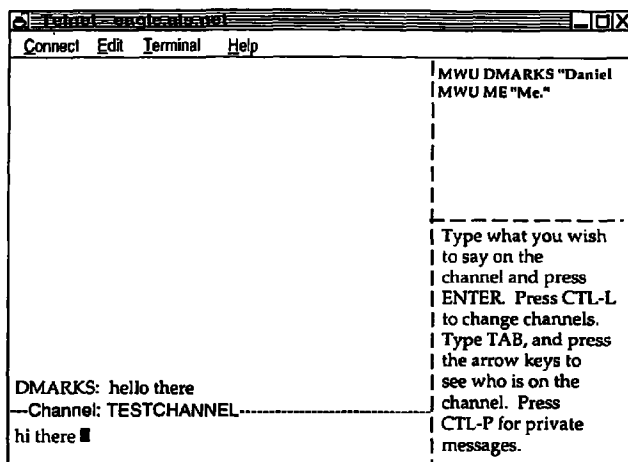 Telnet - 
Connect Edit Terminal Help
MWU DMARKS "Daniel
MWU ME "Me."
Type what you wish
to say on the
channel and press
ENTER. Press CTL-L
to change channels.
Type TAB, and press
the arrow keys to
see who is on the
channel. Press
CTL-P for private
messages.
DMARKS: hello there
---Channel: TESTCHANNEL---
hi there